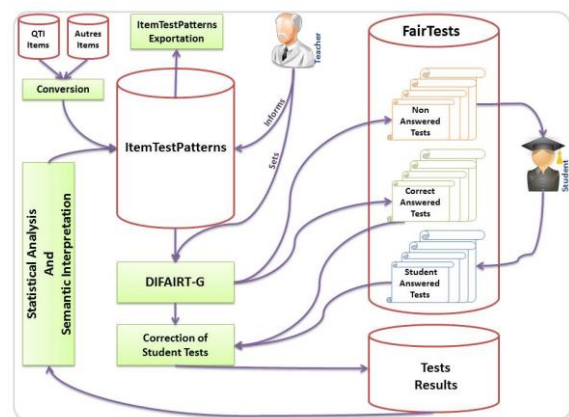 QTI
Items
Autres
Items
Conversion
ItemTestPatterns
Exportation
Teacher
Informs
Sets
ItemTestPatterns
FairTests
Non
Answered
Tests
Correct
Answered
Tests
Student
Answered
Tests
Student
DIFAIRT-G
Correction of
Student Tests
Tests
Results
Statistical Analysis
And
Semantic Interpretation